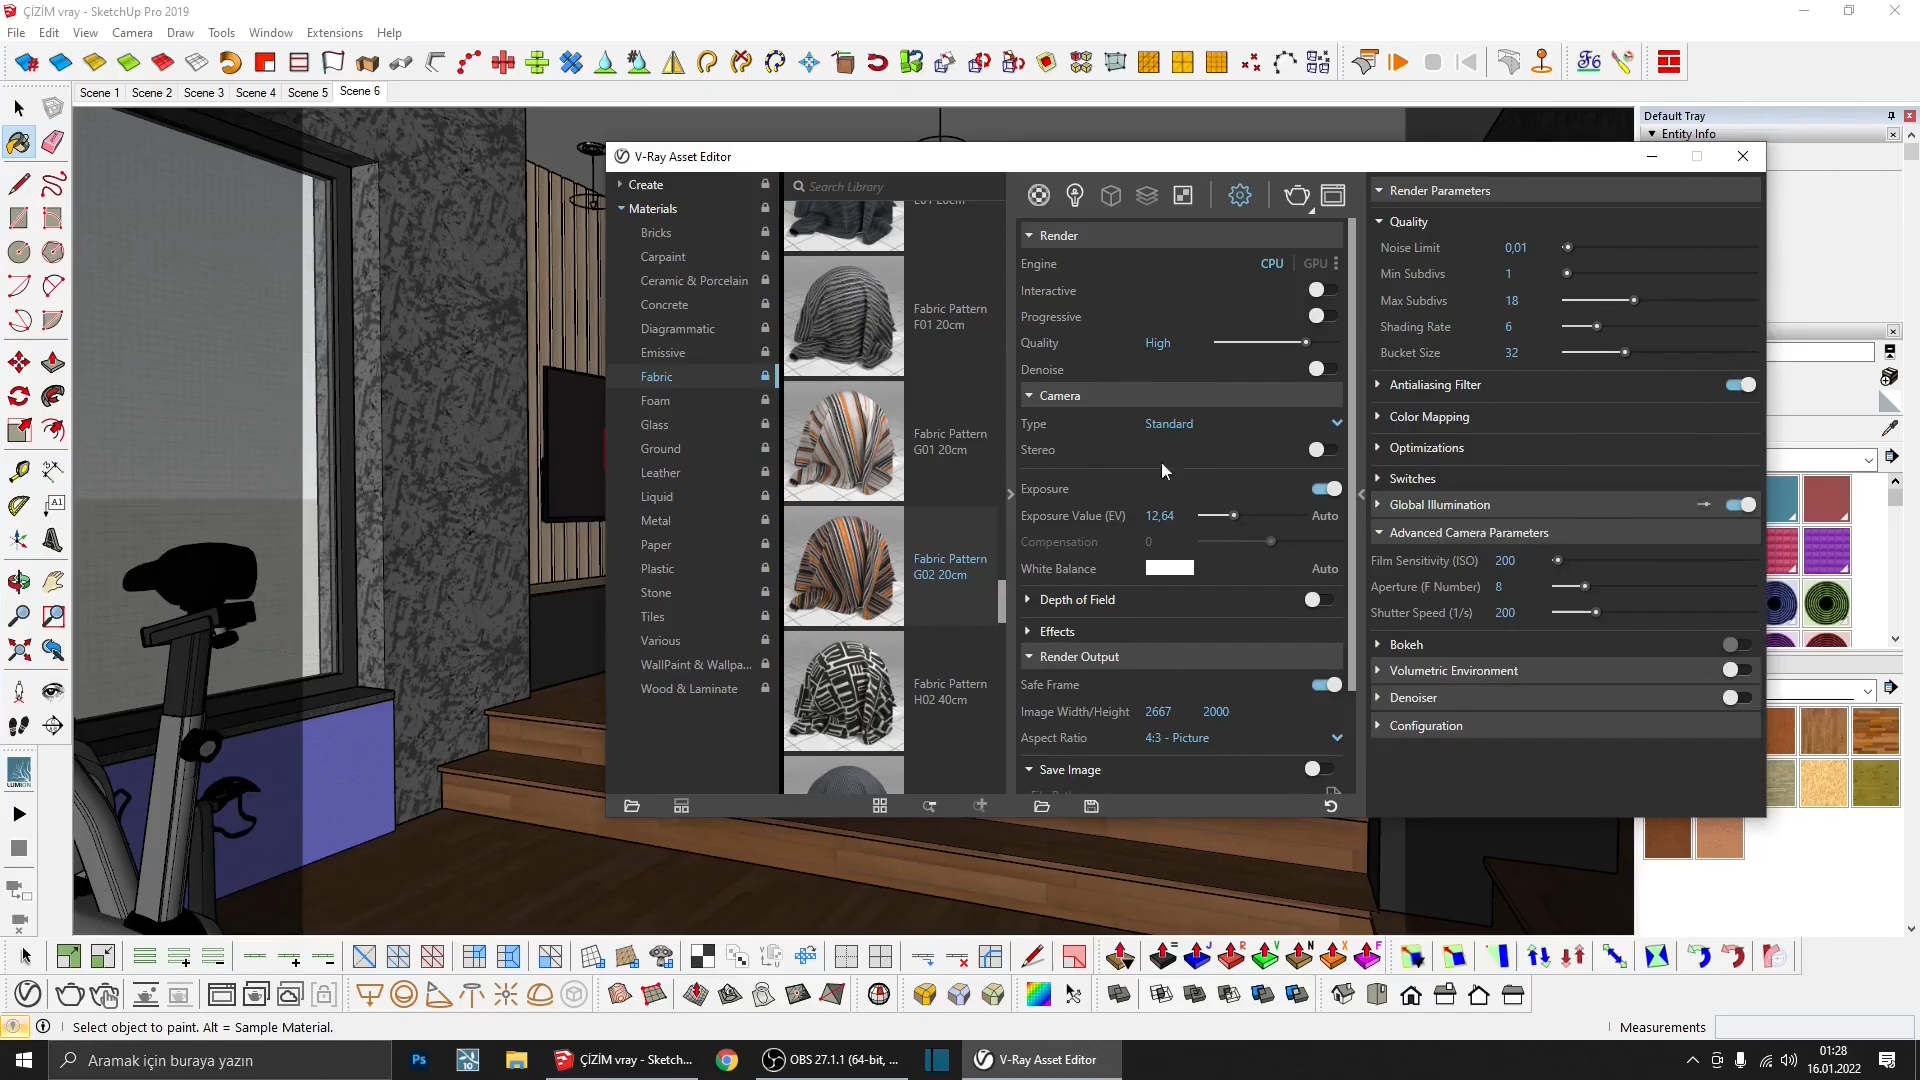 ÇİZİM vray - SketchUp Pro 2019
File Edit View Camera Draw Tools Window Extensions Help
Scene 1 Scene 2 Scene 3 Scene 4 Scene 5 Scene 6
Default Tray
Entity Info
V-Ray Asset Editor
Create
Materials
Bricks
Carpaint
Ceramic & Porcelain
Concrete
Diagrammatic
Emissive
Fabric
Foam
Glass
Ground
Leather
Liquid
Metal
Paper
Plastic
Stone
Tiles
Various
WallPaint & Wallpa...
Wood & Laminate
Search Library
Fabric Pattern
F01 20cm
Fabric Pattern
G01 20cm
Fabric Pattern
G02 20cm
Fabric Pattern
H02 40cm
Render
Engine CPU GPU
Interactive
Progressive
Quality High
Denoise
Camera
Type Standard
Stereo
Exposure
Exposure Value (EV) 12,64 Auto
Compensation 0
White Balance Auto
Depth of Field
Effects
Render Output
Safe Frame
Image Width/Height 2667 2000
Aspect Ratio 4:3 - Picture
Save Image
Render Parameters
Quality
Noise Limit 0,01
Min Subdivs 1
Max Subdivs 18
Shading Rate 6
Bucket Size 32
Antialiasing Filter
Color Mapping
Optimizations
Switches
Global Illumination
Advanced Camera Parameters
Film Sensitivity (ISO) 200
Aperture (F Number) 8
Shutter Speed (1/s) 200
Bokeh
Volumetric Environment
Denoiser
Configuration
LUMION
Select object to paint. Alt = Sample Material.
Measurements
Aramak için buraya yazın
Ps
ÇİZİM vray - Sketch...
OBS 27.1.1 (64-bit, ...
V-Ray Asset Editor
01:28
16.01.2022